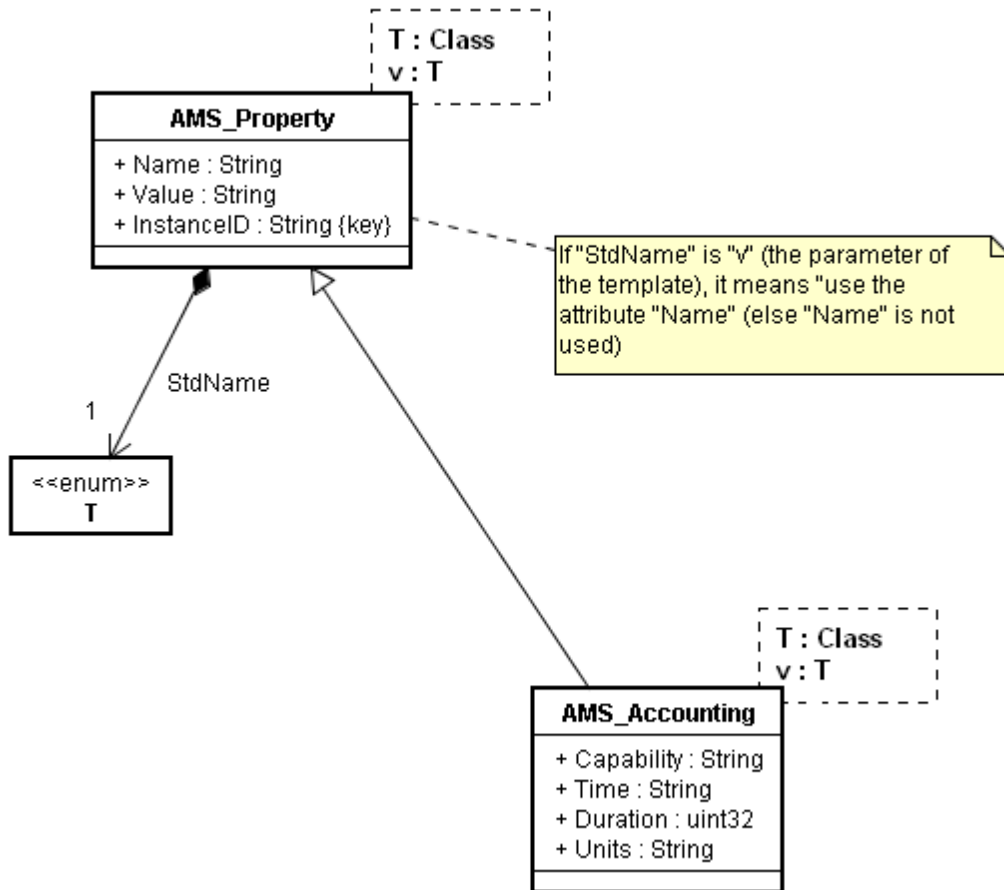 T : Class
v : T
AMS_Property
+ Name : String
+ Value : String
+ InstanceID : String {key}
If "StdName" is "v" (the parameter of
the template), it means "use the
attribute "Name" (else "Name" is not
used)
StdName
1
<<enum>>
T
T : Class
v : T
AMS_Accounting
+ Capability : String
+ Time : String
+ Duration : uint32
+ Units : String